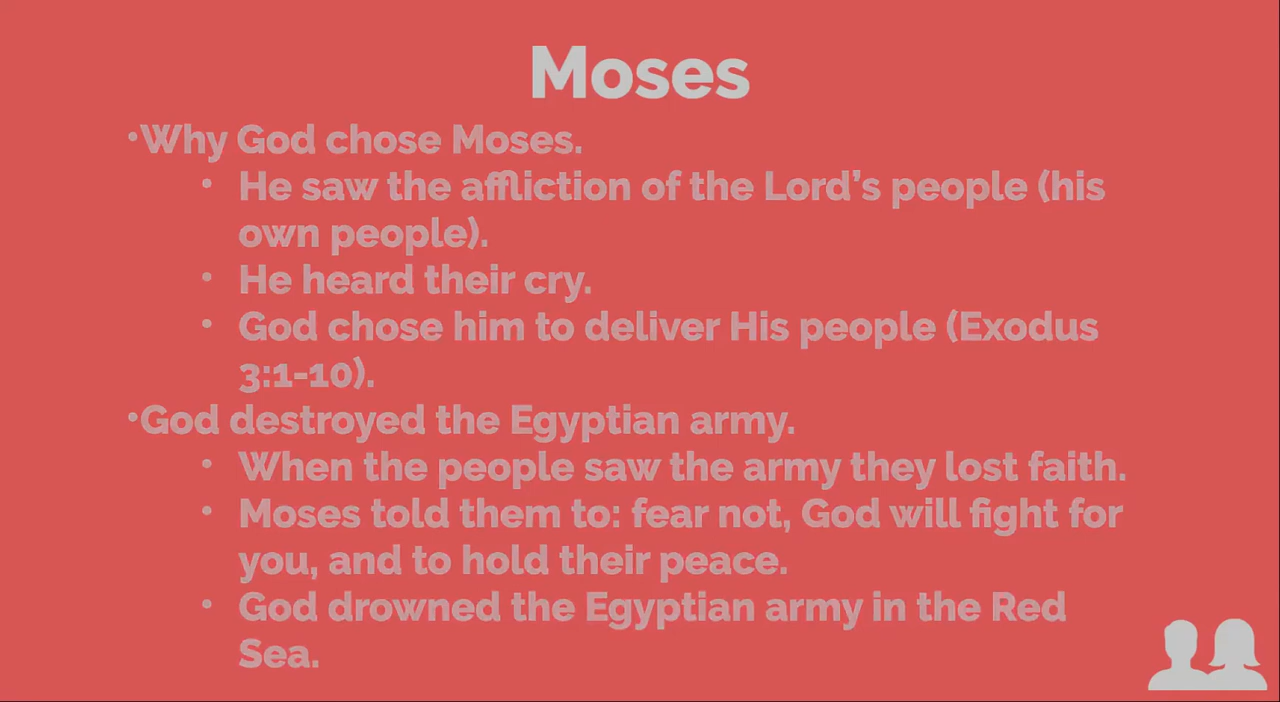 Moses
•Why God chose Moses.
• He saw the affliction of the Lord’s people (his
own people).
• He heard their cry.
• God chose him to deliver His people (Exodus
3:1-10).
•God destroyed the Egyptian army.
• When the people saw the army they lost faith.
• Moses told them to: fear not, God will fight for
you, and to hold their peace.
• God drowned the Egyptian army in the Red
Sea.